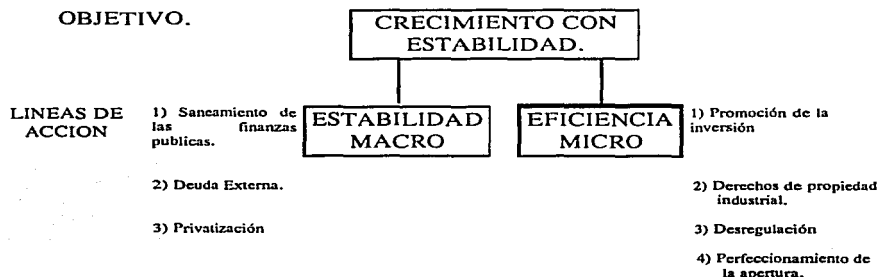 OBJETIVO.
CRECIMIENTO CON
ESTABILIDAD.
LINEAS DE
ACCION
1) Saneamiento de
las finanzas
publicas.
2) Deuda Externa.
3) Privatización
ESTABILIDAD
MACRO
EFICIENCIA
MICRO
1) Promoción de la
inversión
2) Derechos de propiedad
industrial.
3) Desregulación
4) Perfeccionamiento de
la apertura.